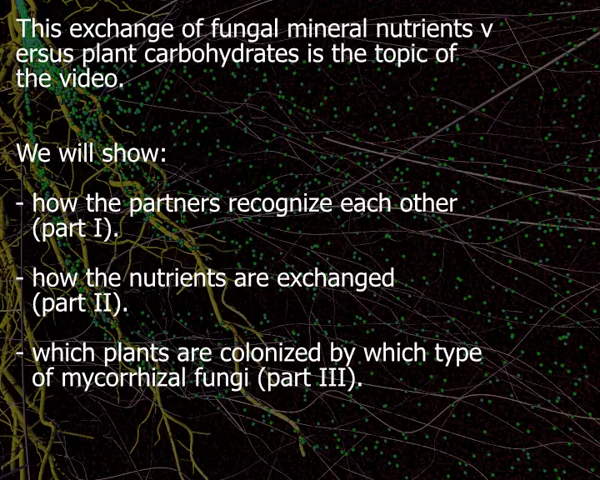 This exchange of fungal mineral nutrients v
ersus plant carbohydrates is the topic of
the video.
We will show:
- how the partners recognize each other
(part I).
- how the nutrients are exchanged
(part II).
- which plants are colonized by which type
of mycorrhizal fungi (part III).